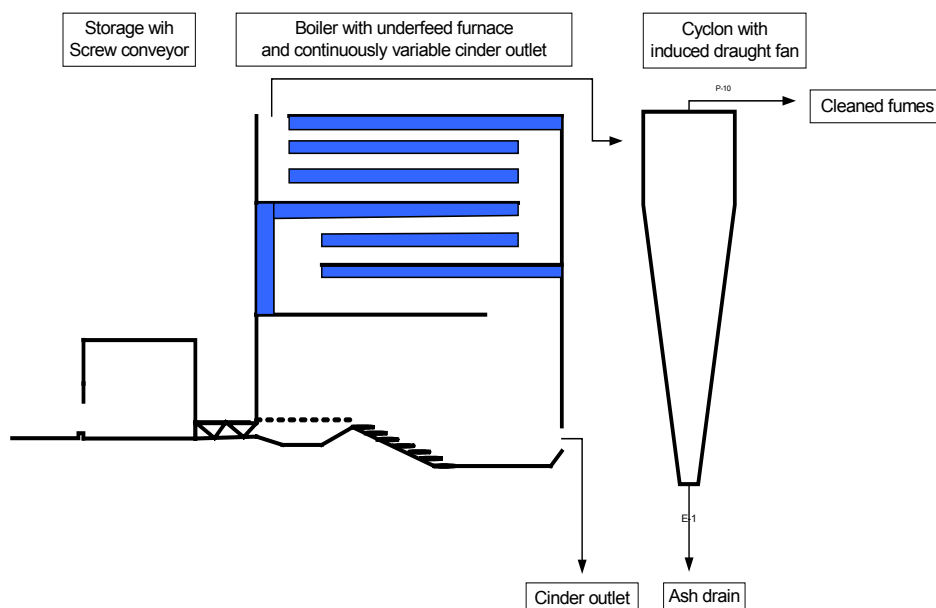 Storage wih
Screw conveyor
Boiler with underfeed furnace
and continuously variable cinder outlet
Cyclon with
induced draught fan
P-10
Cleaned fumes
E-1
Cinder outlet
Ash drain